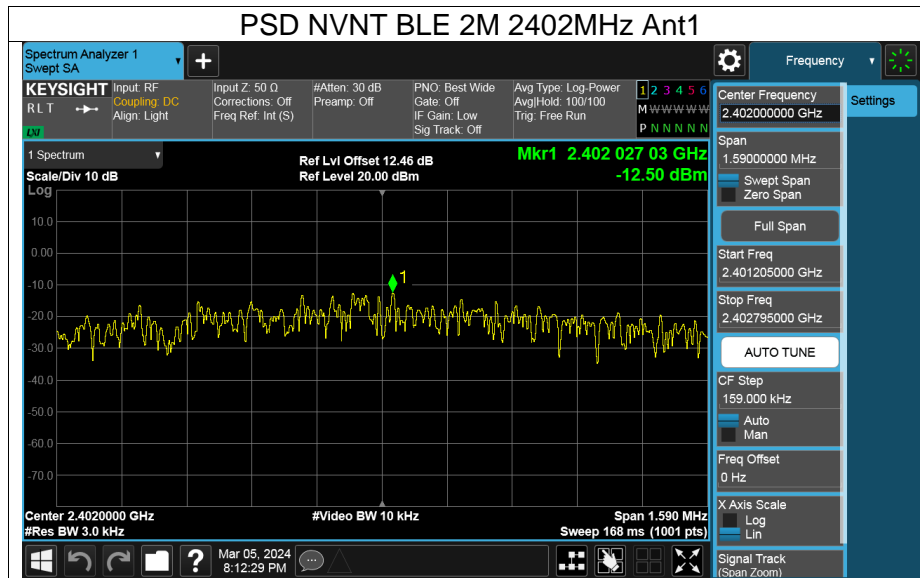 PSD NVNT BLE 2M 2402MHz Ant1
Spectrum Analyzer 1
Swept SA
+
Frequency
KEYSIGHT
R L T
LXI
Input: RF
Coupling: DC
Align: Light
Input Z: 50 Ω
Corrections: Off
Freq Ref: Int (S)
#Atten: 30 dB
Preamp: Off
PNO: Best Wide
Gate: Off
IF Gain: Low
Sig Track: Off
Avg Type: Log-Power
Avg|Hold: 100/100
Trig: Free Run
1 2 3 4 5 6
M W W W W W
P N N N N N
1 Spectrum
Scale/Div 10 dB
Log
Ref Lvl Offset 12.46 dB
Ref Level 20.00 dBm
Mkr1 2.402 027 03 GHz
-12.50 dBm
10.0
0.00
-10.0
-20.0
-30.0
-40.0
-50.0
-60.0
-70.0
1
Center 2.4020000 GHz
#Res BW 3.0 kHz
#Video BW 10 kHz
Span 1.590 MHz
Sweep 168 ms (1001 pts)
?
Mar 05, 2024
8:12:29 PM
Center Frequency
2.402000000 GHz
Span
1.59000000 MHz
Swept Span
Zero Span
Full Span
Start Freq
2.401205000 GHz
Stop Freq
2.402795000 GHz
AUTO TUNE
CF Step
159.000 kHz
Auto
Man
Freq Offset
0 Hz
X Axis Scale
Log
Lin
Signal Track
(Span Zoom)
Settings